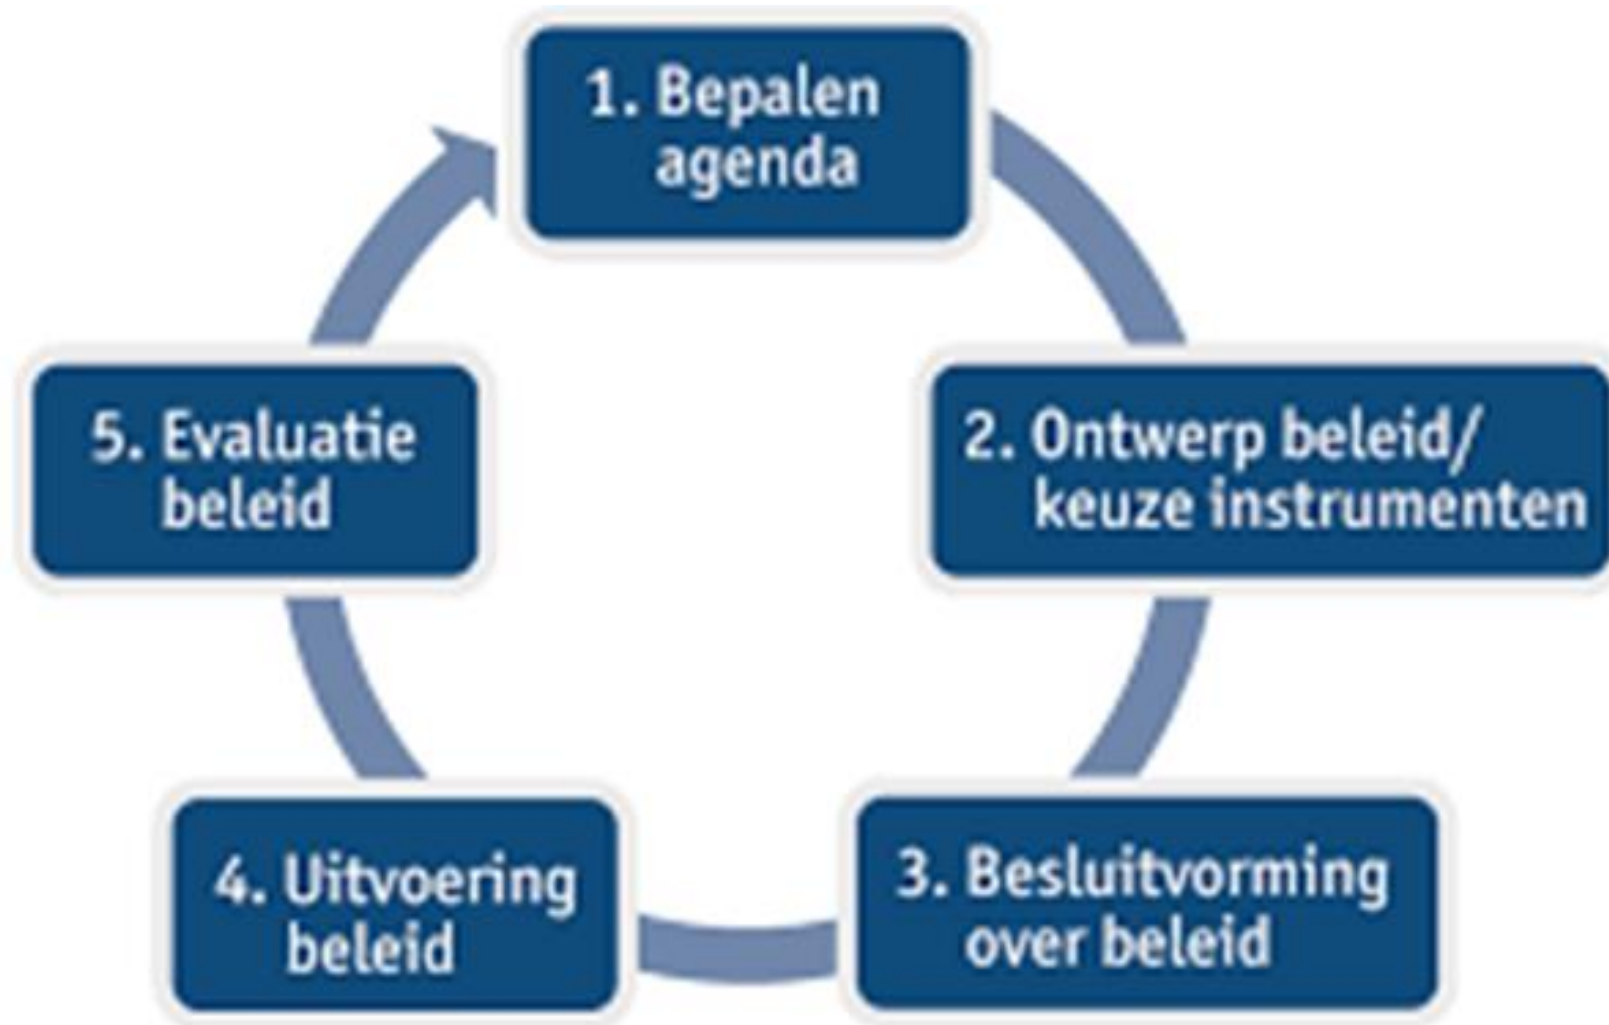 1. Bepalen
agenda
2. Ontwerp beleid/
keuze instrumenten
3. Besluitvorming
over beleid
4. Uitvoering
beleid
5. Evaluatie
beleid